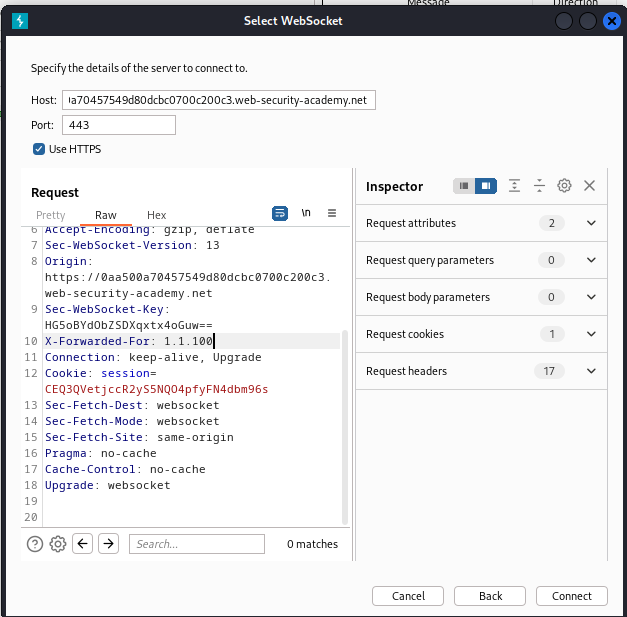 Message
Direction
Select WebSocket
Specify the details of the server to connect to.
Host: a70457549d80dcbc0700c200c3.web-security-academy.net
Port: 443
Use HTTPS
Request
Pretty Raw Hex \n
6 Accept-Encoding: gzip, deflate
7 Sec-WebSocket-Version: 13
8 Origin:
https://0aa500a70457549d80dcbc0700c200c3.
web-security-academy.net
9 Sec-WebSocket-Key:
HG5oBYdObZSDXqxtx4oGuw==
10 X-Forwarded-For: 1.1.100
11 Connection: keep-alive, Upgrade
12 Cookie: session=
CEQ3QVetjccR2yS5NQO4pfyFN4dbm96s
13 Sec-Fetch-Dest: websocket
14 Sec-Fetch-Mode: websocket
15 Sec-Fetch-Site: same-origin
16 Pragma: no-cache
17 Cache-Control: no-cache
18 Upgrade: websocket
19
20
Search...
0 matches
Inspector
Request attributes 2
Request query parameters 0
Request body parameters 0
Request cookies 1
Request headers 17
Cancel
Back
Connect